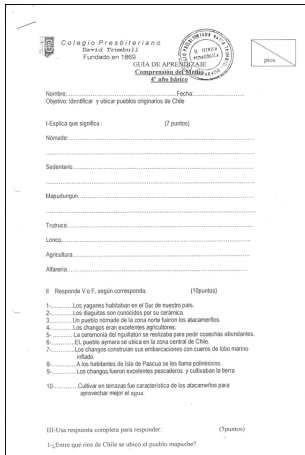 Colegio Presbiteriano
David Trumbull
Fundado en 1869
PRESBITERIANO DAVID TRUMBULL
U. TECNICA
PEDAGOGICA
ptos
GUÍA DE APRENDIZAJE
Comprensión del Medio
4º año básico
Nombre:..................................................Fecha:......................
Objetivo: Identificar y ubicar pueblos originarios de Chile
I-Explica que significa : (7 puntos)
Nómade:..................................................................
Sedentario..................................................................
Mapudungún..................................................................
Trutruca..................................................................
Lonco..................................................................
Agricultura..................................................................
Alfarería..................................................................
II Responde V o F, según corresponda. (10puntos)
1-...........Los yaganes habitaban en el Sur de nuestro país.
2-...........Los diaguitas son conocidos por su cerámica.
3-...........Un pueblo nómade de la zona norte fueron los atacameños.
4-...........Los changos eran excelentes agricultores.
5-...........La ceremonia del nguillatún se realizaba para pedir cosechas abundantes.
6-...........El pueblo aymara se ubica en la zona central de Chile.
7-...........Los changos construían sus embarcaciones con cueros de lobo marino
inflado.
8-...........A los habitantes de Isla de Pascua se les llama polinésicos.
9-...........Los changos fueron excelentes pescadores y cultivaban la tierra
10-...........Cultivar en terrazas fue característica de los atacameños para
aprovechar mejor el agua.
III-Usa respuesta completa para responder: (5puntos)
1-¿Entre qué ríos de Chile se ubicó el pueblo mapuche?